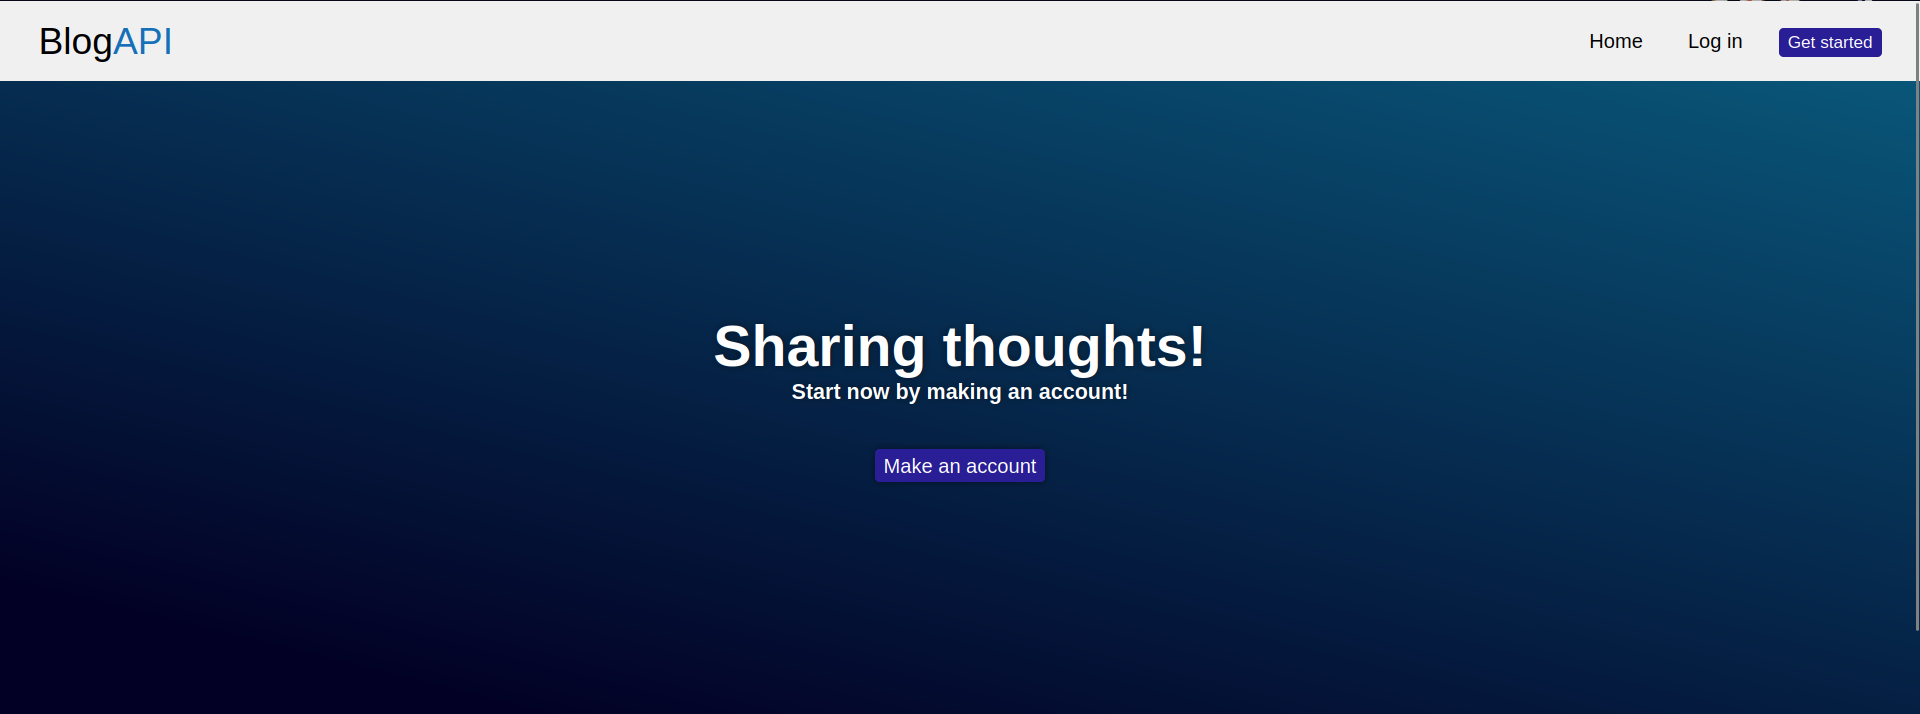 BlogAPI
Home Log in Get started
Sharing thoughts!
Start now by making an account!
Make an account